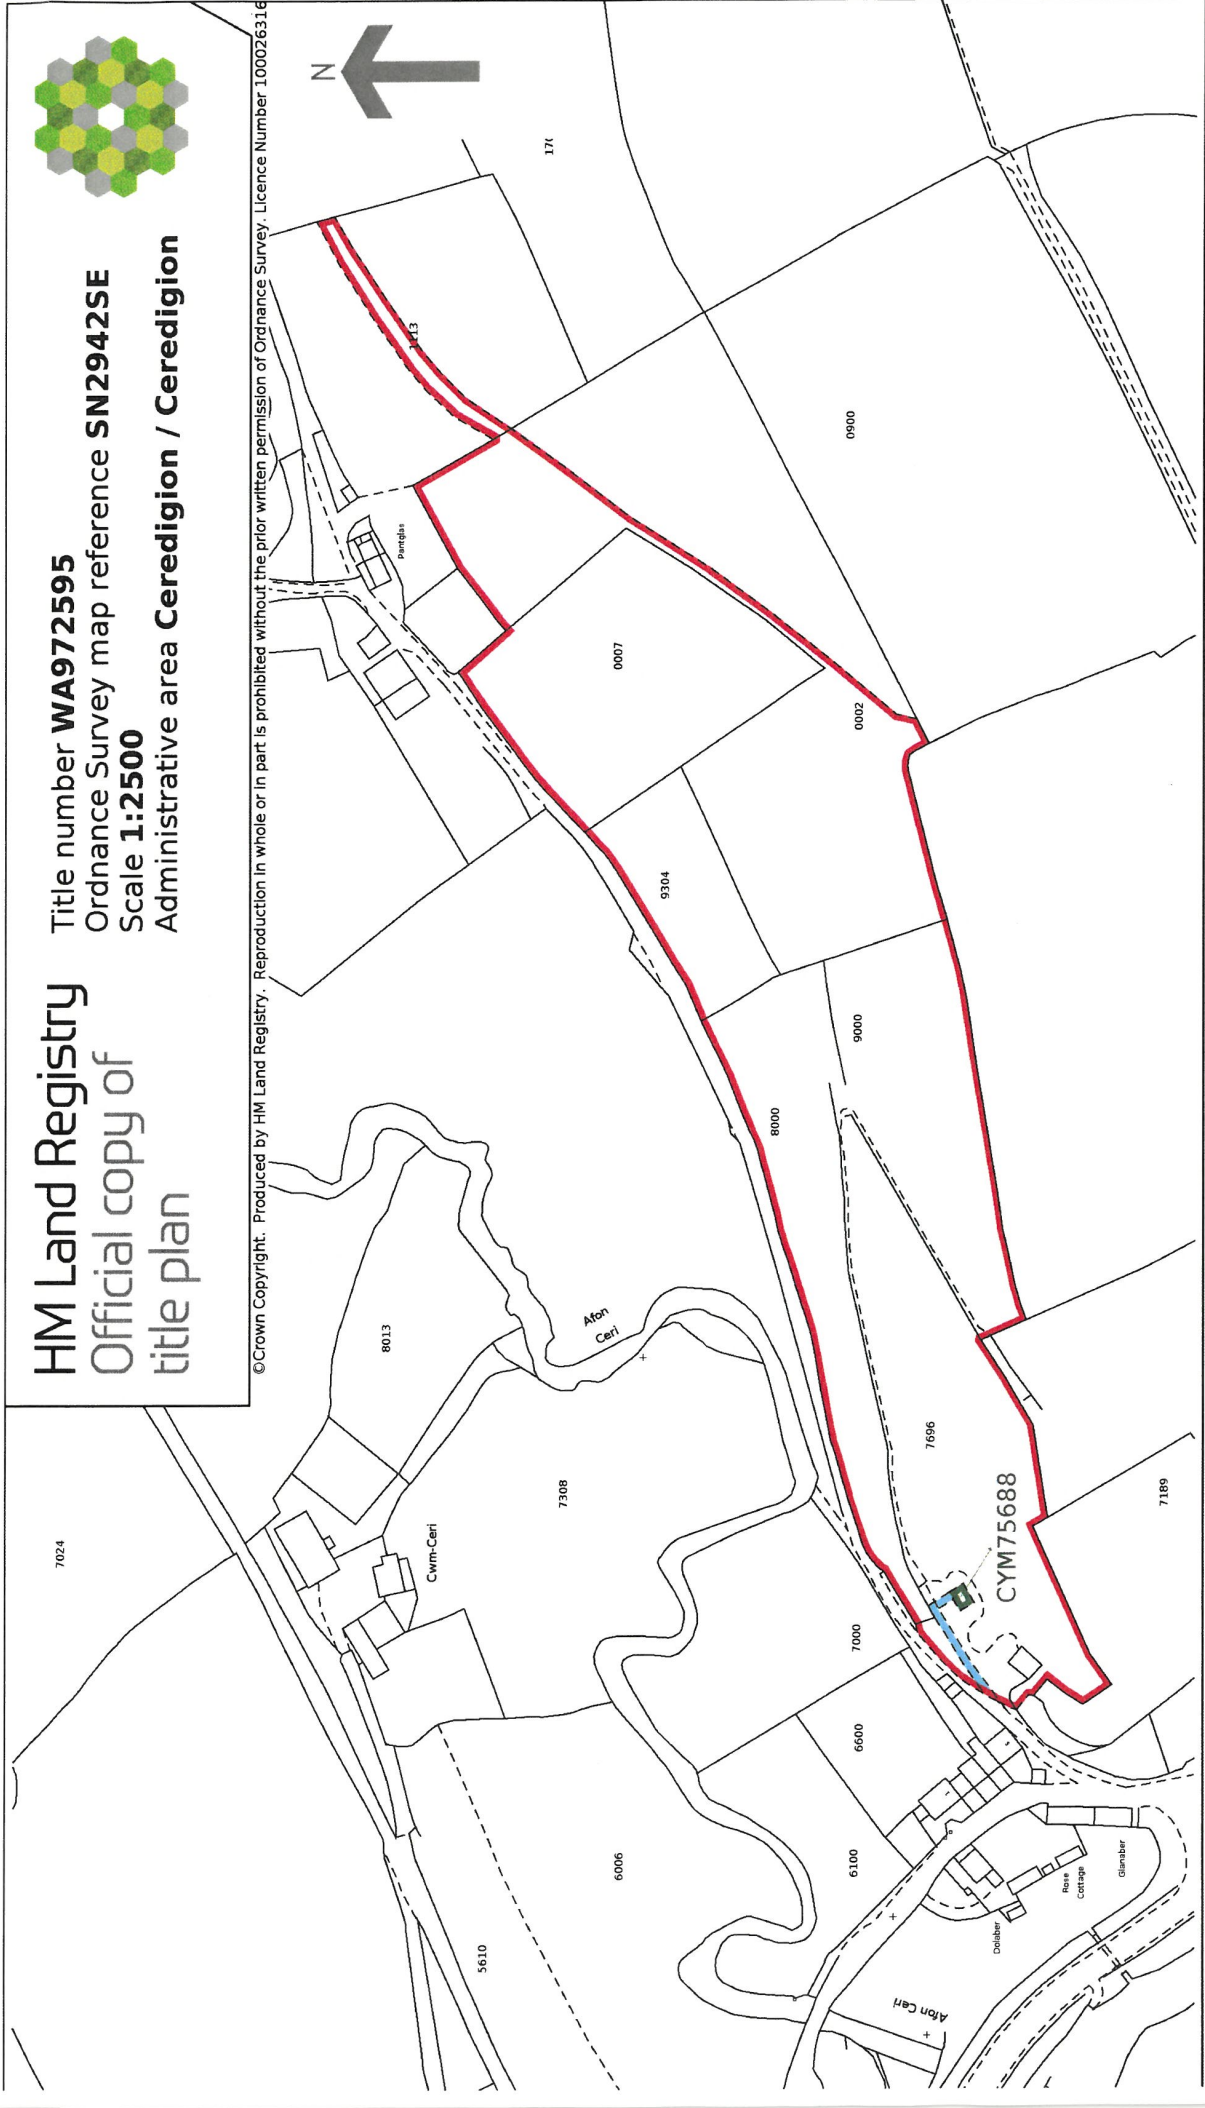 HM Land Registry
Official copy of
title plan
Title number WA972595
Ordnance Survey map reference SN2942SE
Scale 1:2500
Administrative area Ceredigion / Ceredigion
©Crown Copyright. Produced by HM Land Registry. Reproduction in whole or in part is prohibited without the prior written permission of Ordnance Survey. Licence Number 100026316
N
7024
8013
Cwm-Ceri
7308
Afon
Ceri
5610
6006
7000
6600
6100
Pantglas
1113
0007
0002
0900
9304
9000
8000
7696
CYM75688
7189
Dolaber
Rose
Cottage
Glanaber
Afon Ceri